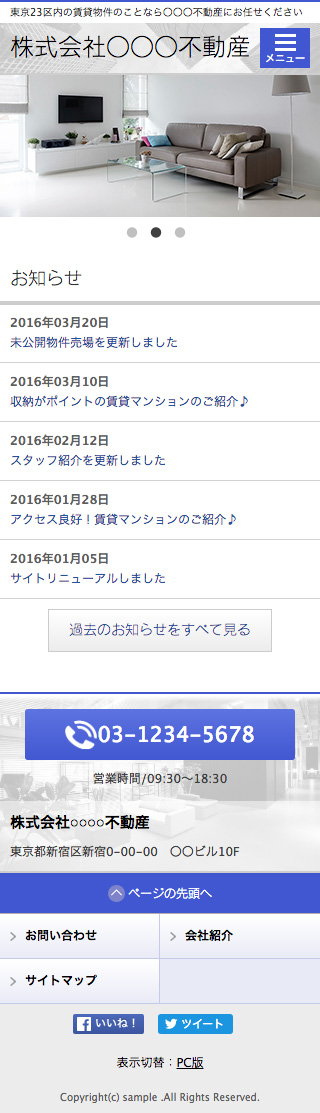 東京23区内の賃貸物件のことなら〇〇〇不動産にお任せください
株式会社〇〇〇不動産
メニュー
お知らせ
2016年03月20日
未公開物件売場を更新しました
2016年03月10日
収納がポイントの賃貸マンションのご紹介♪
2016年02月12日
スタッフ紹介を更新しました
2016年01月28日
アクセス良好！賃貸マンションのご紹介♪
2016年01月05日
サイトリニューアルしました
過去のお知らせをすべて見る
03-1234-5678
営業時間/09:30〜18:30
株式会社○○○○不動産
東京都新宿区新宿0-00-00　〇〇ビル10F
ページの先頭へ
お問い合わせ
会社紹介
サイトマップ
いいね！
ツイート
表示切替：PC版
Copyright(c) sample .All Rights Reserved.